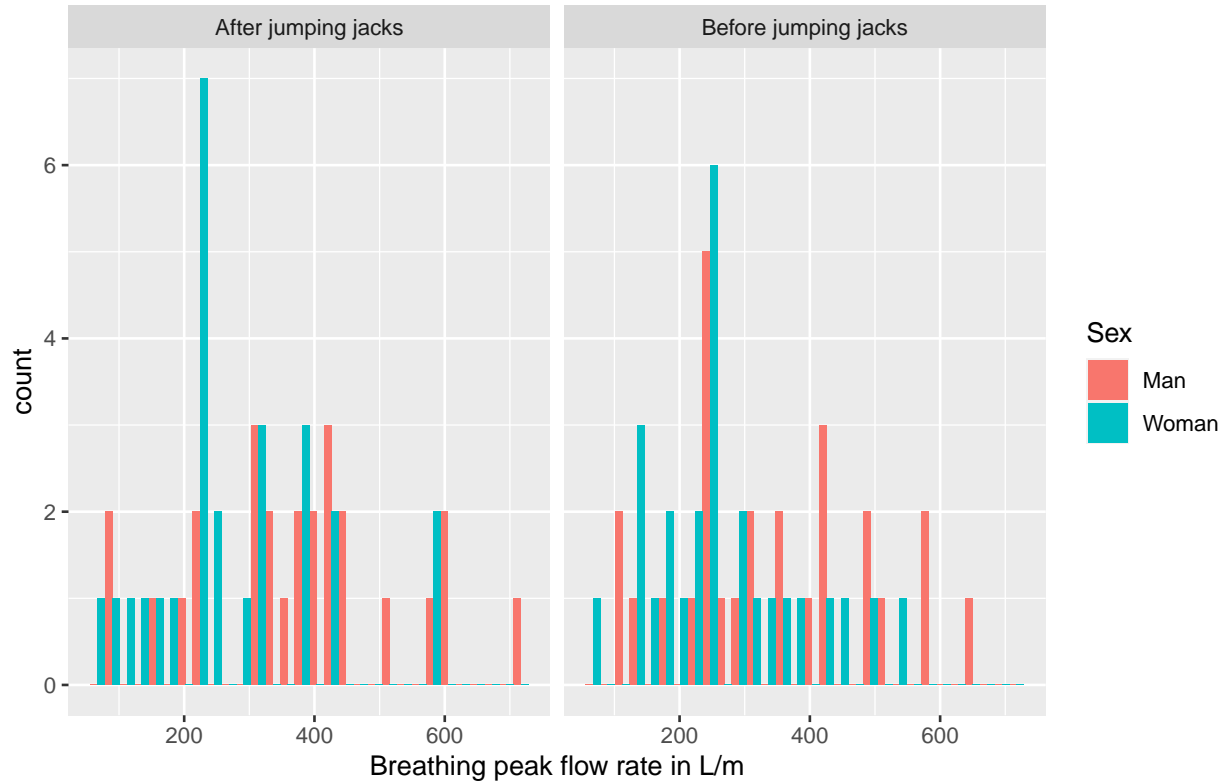 After jumping jacks
Before jumping jacks
6
4
2
0
count
200
400
600
200
400
600
Breathing peak flow rate in L/m
Sex
Man
Woman